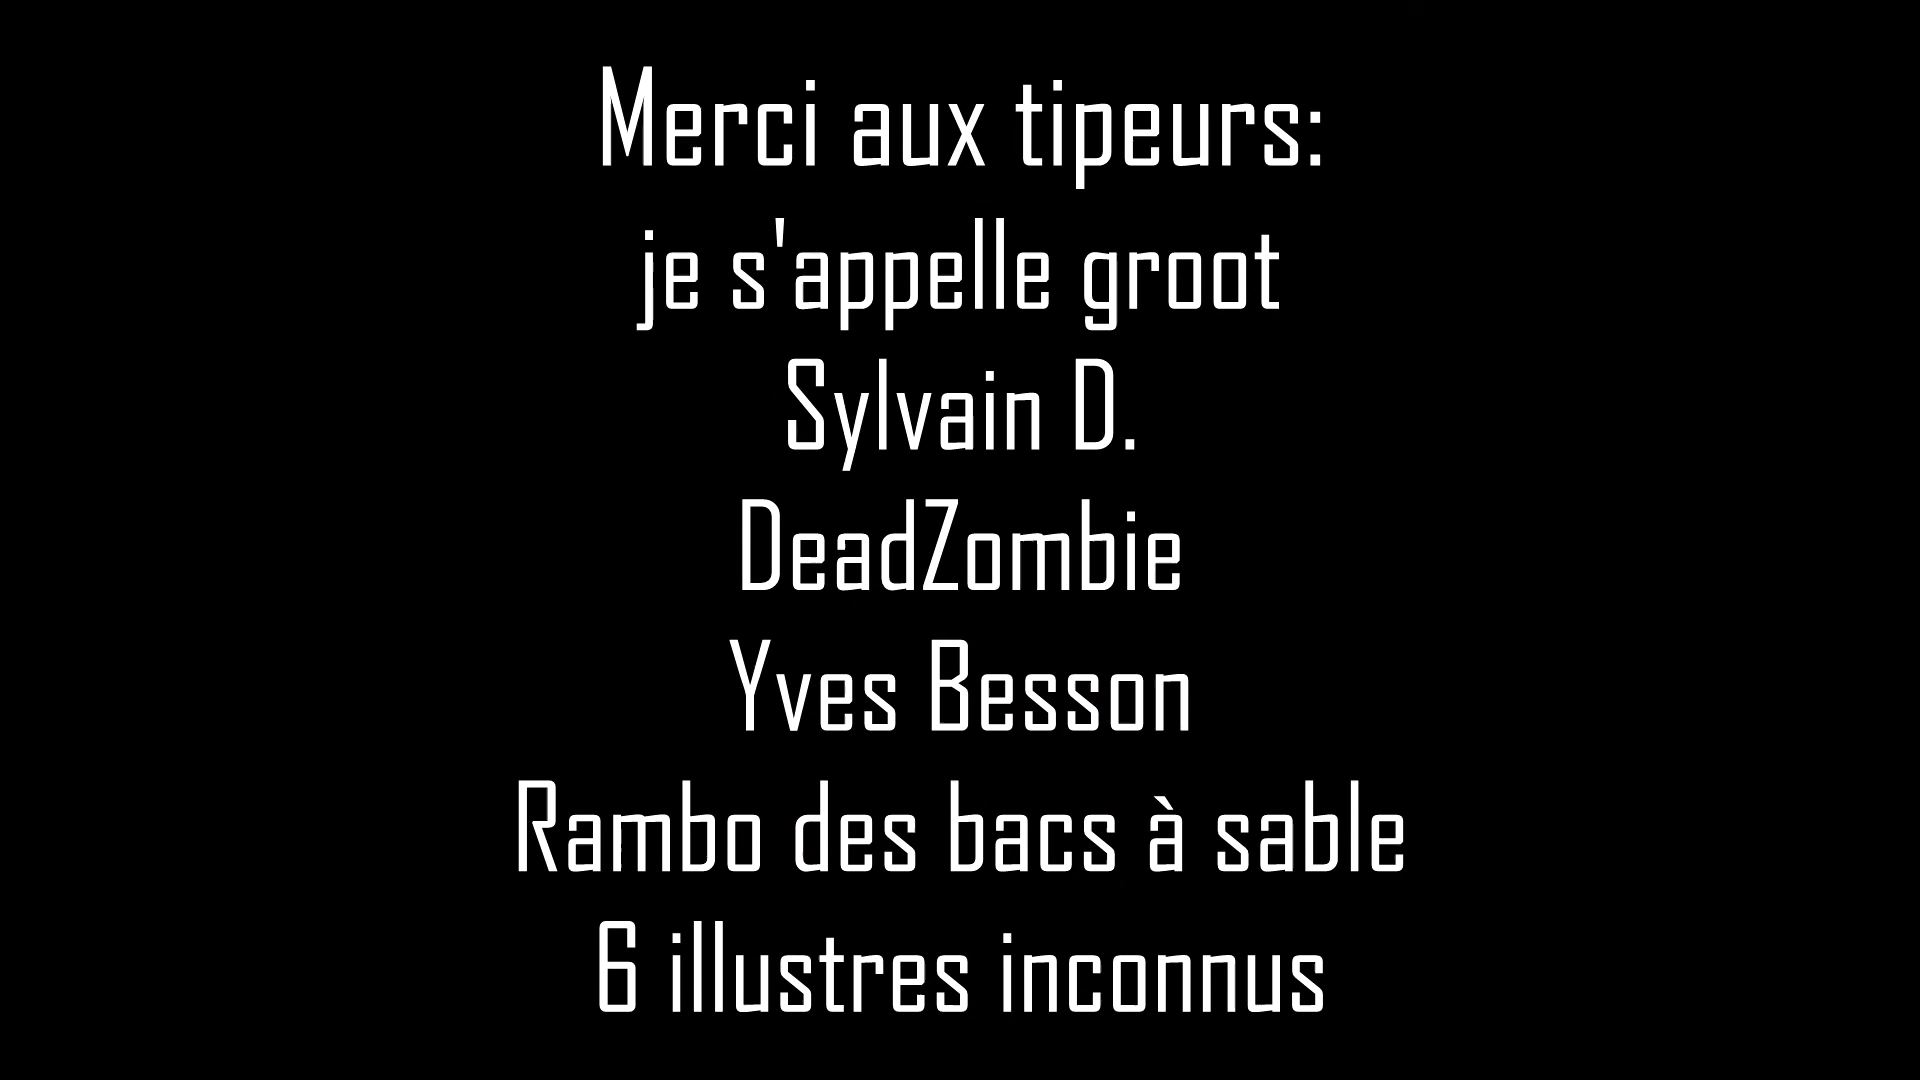 Merci aux tipeurs:
je s'appelle groot
Sylvain D.
DeadZombie
Yves Besson
Rambo des bacs à sable
6 illustres inconnus